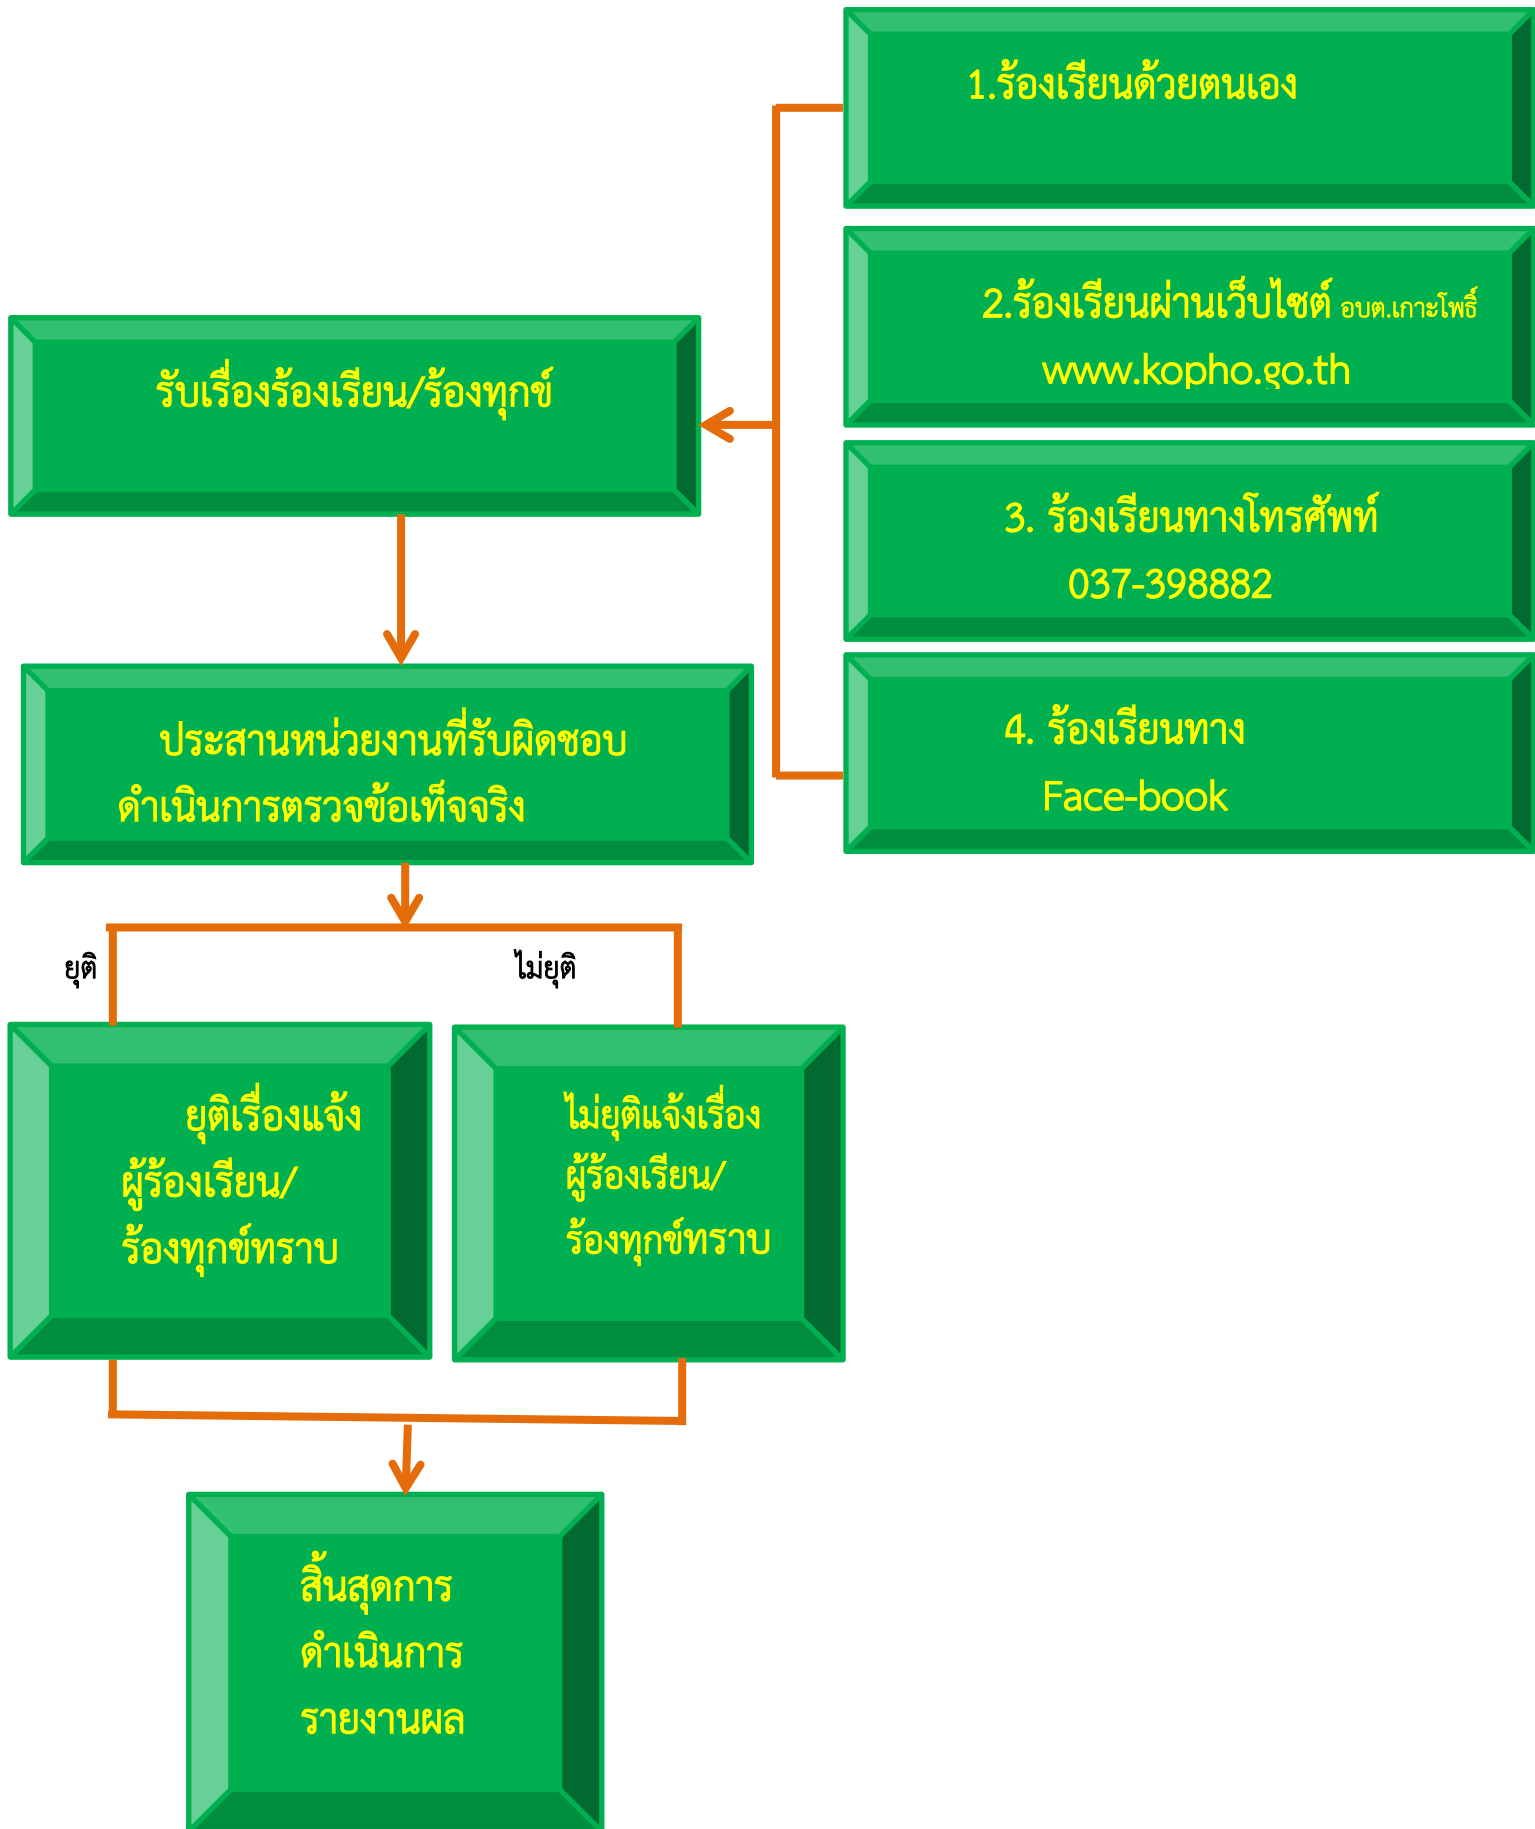 1.ร้องเรียนด้วยตนเอง
2.ร้องเรียนผ่านเว็บไซต์ อบต.เกาะโพธิ์
www.kopho.go.th
รับเรื่องร้องเรียน/ร้องทุกข์
3. ร้องเรียนทางโทรศัพท์
037-398882
4. ร้องเรียนทาง
Face-book
ประสานหน่วยงานที่รับผิดชอบ
ดำเนินการตรวจข้อเท็จจริง
ยุติ
ไม่ยุติ
ยุติเรื่องแจ้ง
ผู้ร้องเรียน/
ร้องทุกข์ทราบ
ไม่ยุติแจ้งเรื่อง
ผู้ร้องเรียน/
ร้องทุกข์ทราบ
สิ้นสุดการ
ดำเนินการ
รายงานผล